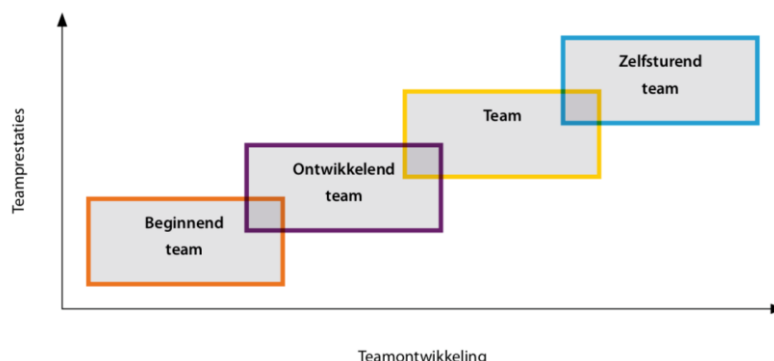 Zelfsturend
team
Team
Ontwikkelend
team
Beginnend
team
Teamprestaties
Teamontwikkeling